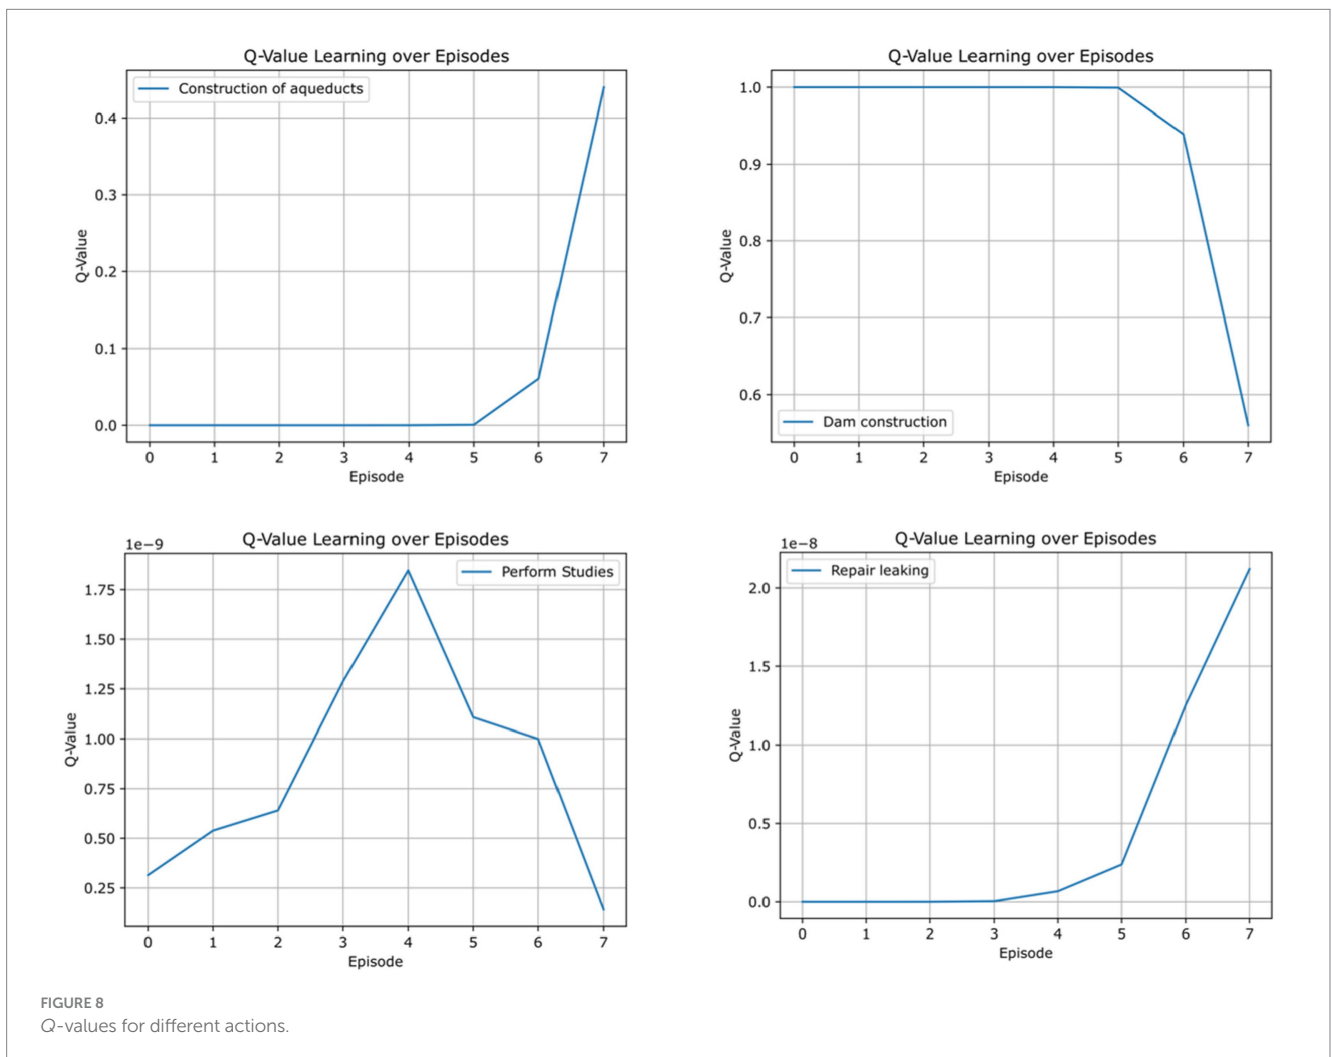 Q-Value Learning over Episodes
Construction of aqueducts
Q-Value
0.4
0.3
0.2
0.1
0.0
0 1 2 3 4 5 6 7
Episode
Q-Value Learning over Episodes
1.0
0.9
0.8
0.7
0.6
Q-Value
Dam construction
0 1 2 3 4 5 6 7
Episode
Q-Value Learning over Episodes
1e−9
Perform Studies
Q-Value
1.75
1.50
1.25
1.00
0.75
0.50
0.25
0 1 2 3 4 5 6 7
Episode
Q-Value Learning over Episodes
1e−8
Repair leaking
Q-Value
2.0
1.5
1.0
0.5
0.0
0 1 2 3 4 5 6 7
Episode
FIGURE 8
Q-values for different actions.